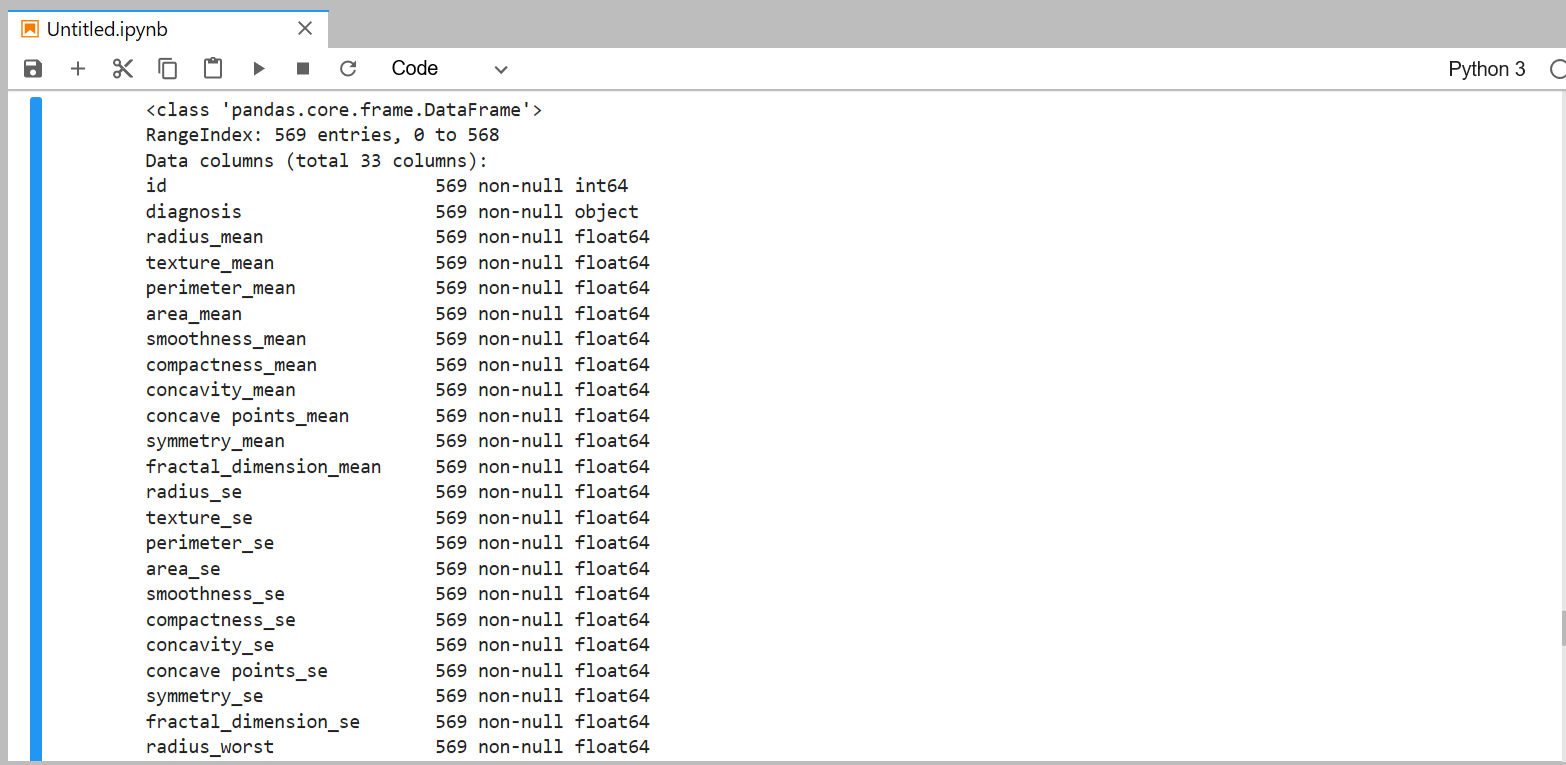 Untitled.ipynb
Code
Python 3
<class 'pandas.core.frame.DataFrame'>
RangeIndex: 569 entries, 0 to 568
Data columns (total 33 columns):
id                         569 non-null int64
diagnosis                  569 non-null object
radius_mean                569 non-null float64
texture_mean               569 non-null float64
perimeter_mean             569 non-null float64
area_mean                  569 non-null float64
smoothness_mean            569 non-null float64
compactness_mean           569 non-null float64
concavity_mean             569 non-null float64
concave points_mean        569 non-null float64
symmetry_mean              569 non-null float64
fractal_dimension_mean     569 non-null float64
radius_se                  569 non-null float64
texture_se                 569 non-null float64
perimeter_se               569 non-null float64
area_se                    569 non-null float64
smoothness_se              569 non-null float64
compactness_se             569 non-null float64
concavity_se               569 non-null float64
concave points_se          569 non-null float64
symmetry_se                569 non-null float64
fractal_dimension_se       569 non-null float64
radius_worst               569 non-null float64